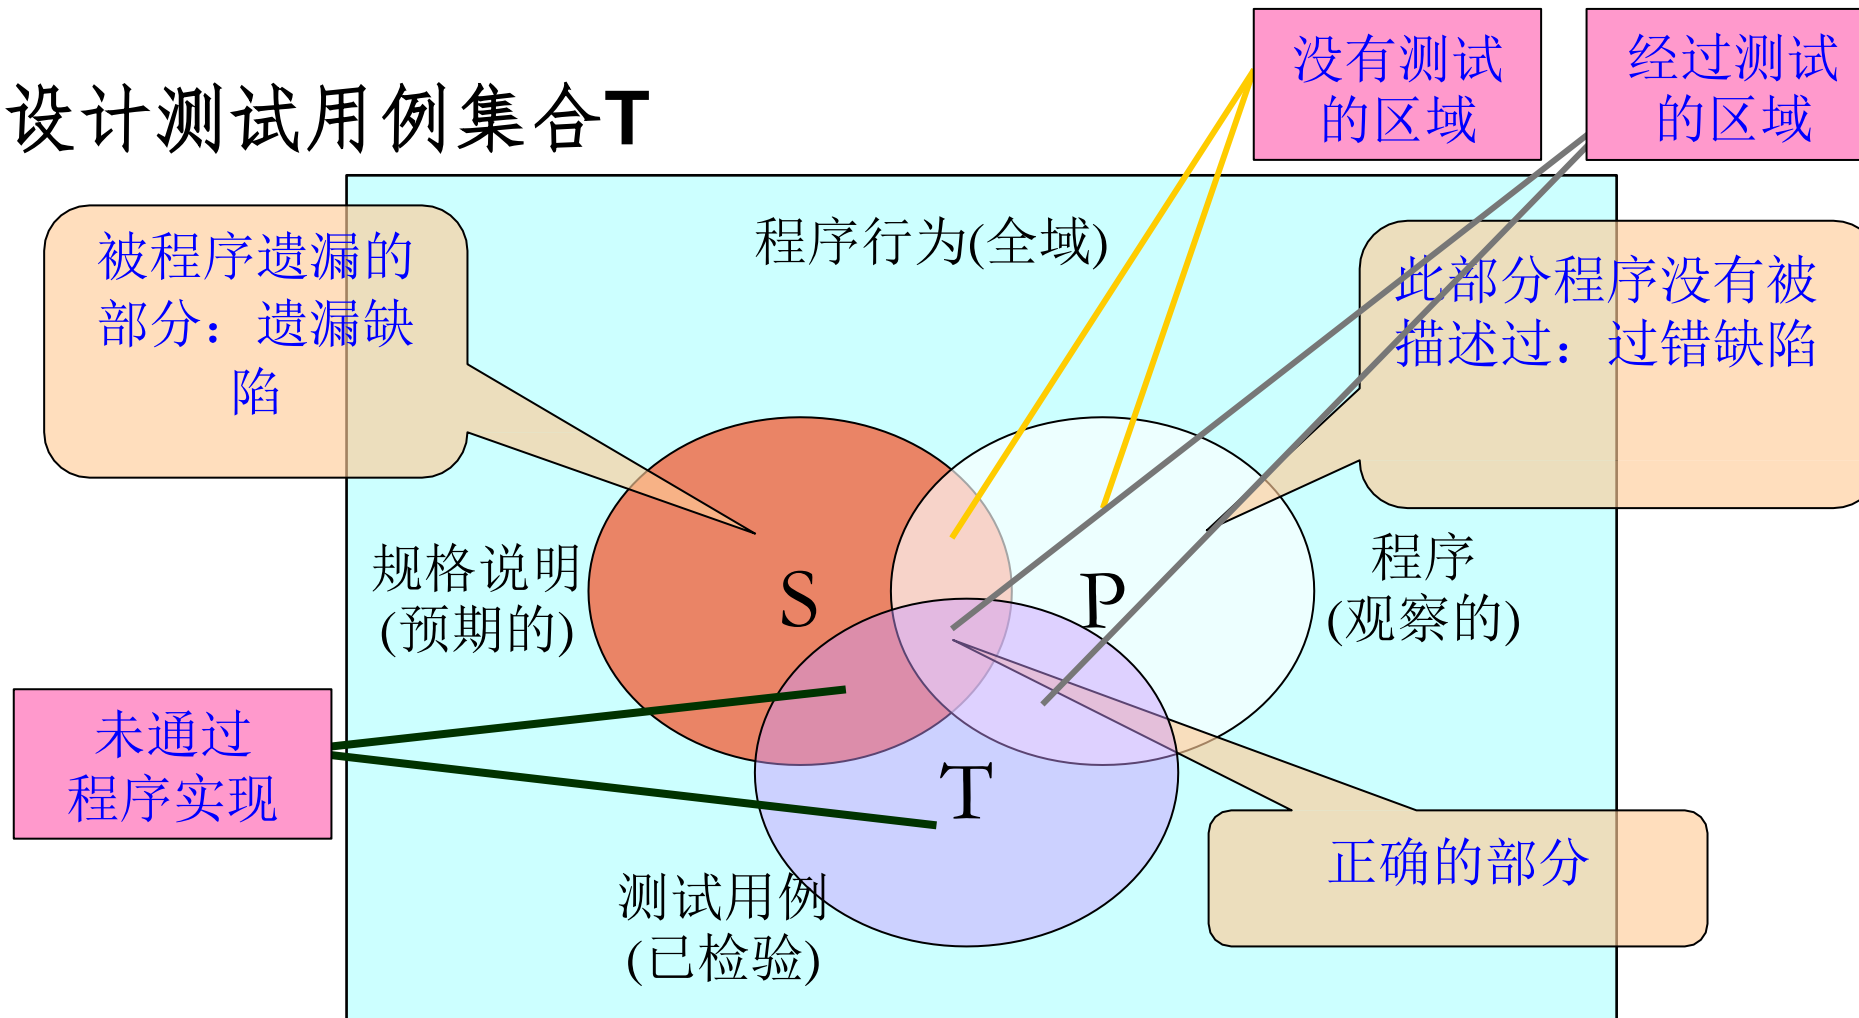 没有测试
的区域
经过测试
的区域
设计测试用例集合T
程序行为(全域)
被程序遗漏的
部分：遗漏缺
陷
此部分程序没有被
描述过：过错缺陷
规格说明
(预期的)
S
P
程序
(观察的)
未通过
程序实现
T
正确的部分
测试用例
(已检验)